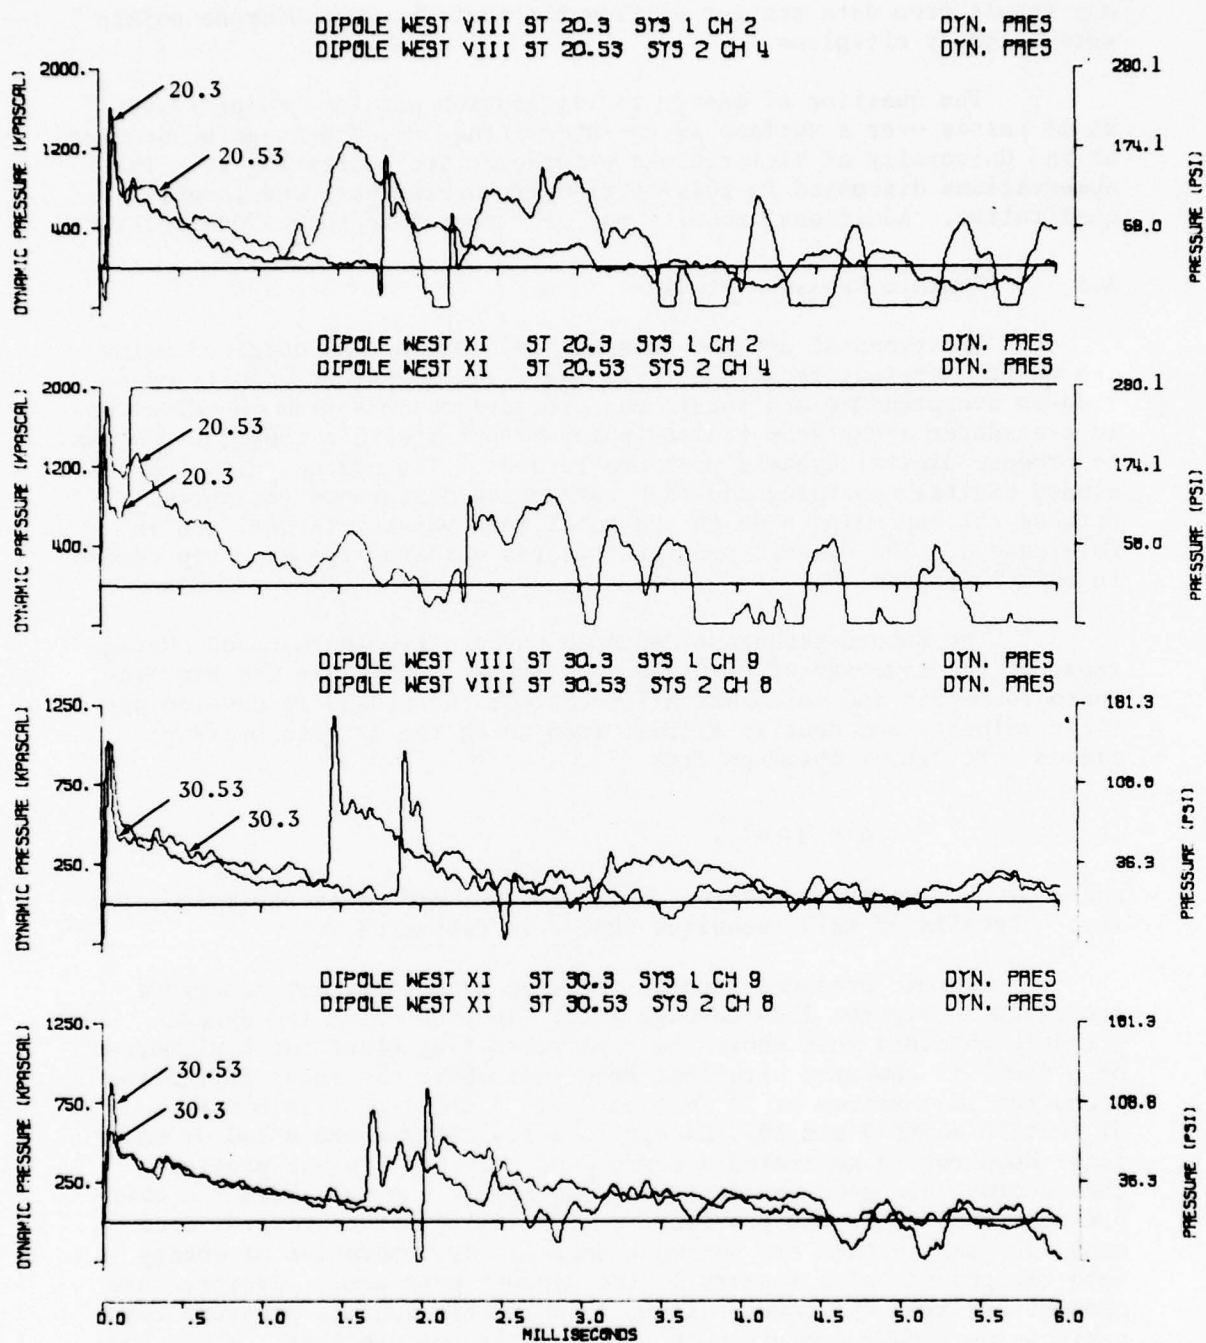 DIPOLE WEST VIII ST 20.3 SYS 1 CH 2 DYN. PRES
DIPOLE WEST VIII ST 20.53 SYS 2 CH 4 DYN. PRES
DYNAMIC PRESSURE (KPASCAL)
2000.
1200.
400.
20.3
20.53
280.1
174.1
68.0
PRESSURE (PSI)
DIPOLE WEST XI ST 20.3 SYS 1 CH 2 DYN. PRES
DIPOLE WEST XI ST 20.53 SYS 2 CH 4 DYN. PRES
DYNAMIC PRESSURE (KPASCAL)
2000.
1200.
400.
20.53
20.3
280.1
174.1
58.0
PRESSURE (PSI)
DIPOLE WEST VIII ST 30.3 SYS 1 CH 9 DYN. PRES
DIPOLE WEST VIII ST 30.53 SYS 2 CH 8 DYN. PRES
DYNAMIC PRESSURE (KPASCAL)
1250.
750.
250.
30.53
30.3
181.3
108.8
36.3
PRESSURE (PSI)
DIPOLE WEST XI ST 30.3 SYS 1 CH 9 DYN. PRES
DIPOLE WEST XI ST 30.53 SYS 2 CH 8 DYN. PRES
DYNAMIC PRESSURE (KPASCAL)
1250.
750.
250.
30.53
30.3
181.3
108.8
36.3
PRESSURE (PSI)
0.0 .5 1.0 1.5 2.0 2.5 3.0 3.5 4.0 4.5 5.0 5.5 6.0
MILLISECONDS